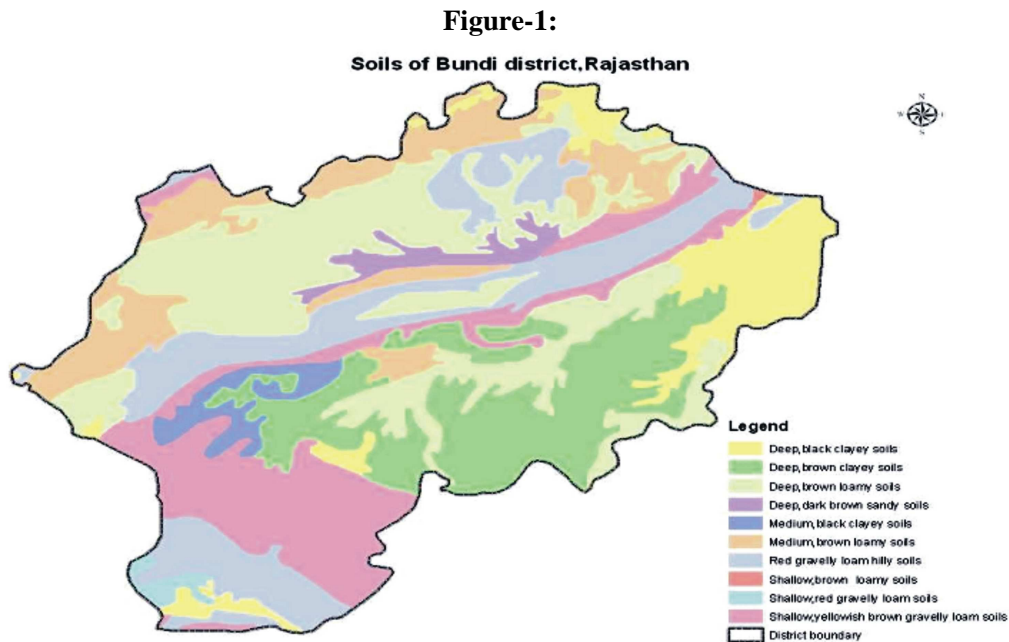 Figure-1:
Soils of Bundi district,Rajasthan
N
W E
S
Legend
Deep,black clayey soils
Deep,brown clayey soils
Deep,brown loamy soils
Deep,dark brown sandy soils
Medium,black clayey soils
Medium,brown loamy soils
Red gravelly loam hilly soils
Shallow,brown loamy soils
Shallow,red gravelly loam soils
Shallow,yellowish brown gravelly loam soils
District boundary